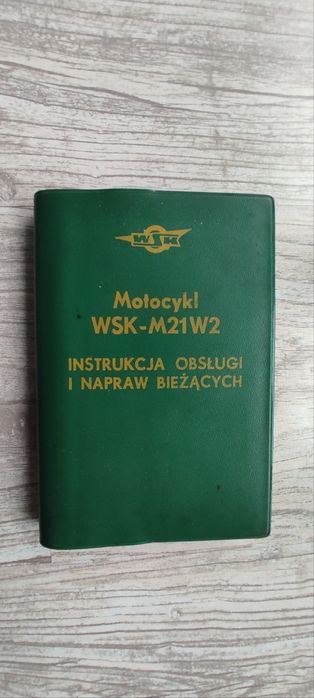 WSK
Motocykl
WSK-M21W2
INSTRUKCJA OBSŁUGI
I NAPRAW BIEŻĄCYCH